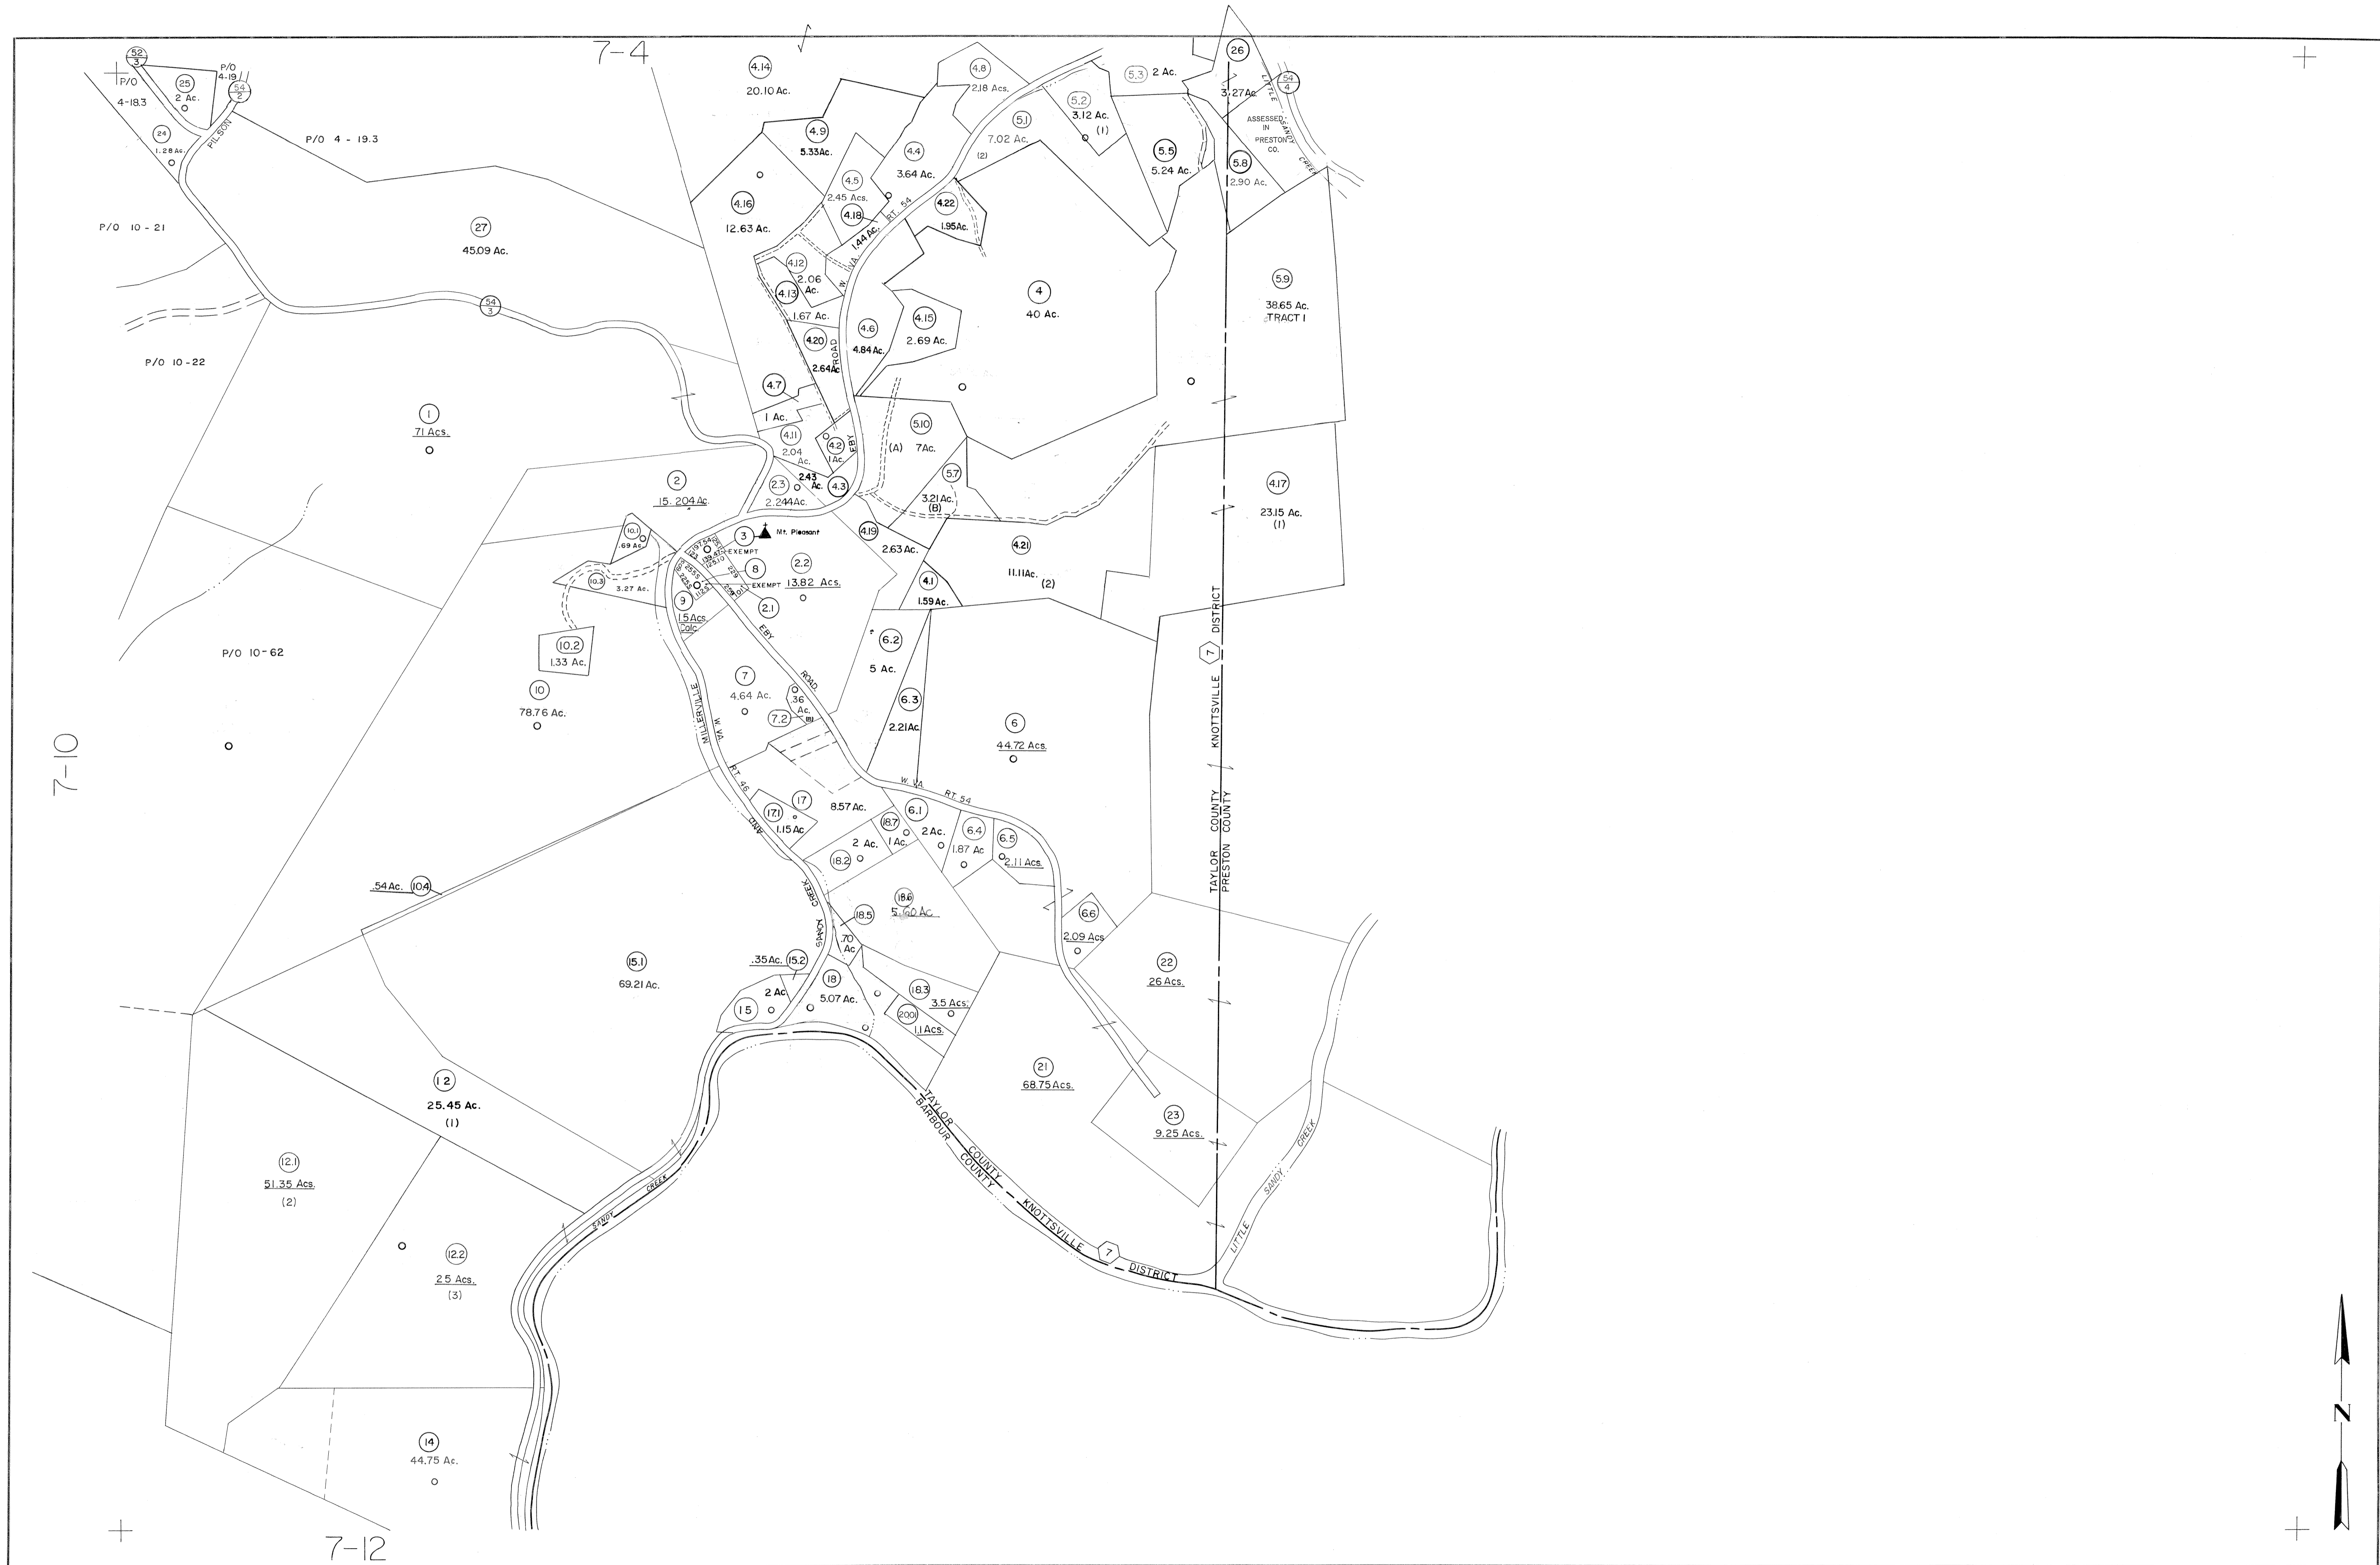 7-4
52
3
P/O
4-18.3
25
2 Ac.
P/O
4-19
54
2
24
1.28 Ac.
PILSON
P/O 4 - 19.3
P/O 10 - 21
27
45.09 Ac.
54
3
P/O 10-22
1
71 Acs.
P/O 10-62
7-10
4.14
20.10 Ac.
4.9
5.33 Ac.
4.8
2.18 Acs.
4.4
3.64 Ac.
4.5
2.45 Acs.
4.16
12.63 Ac.
4.18
1.44 Ac.
W. VA. RT. 54
4.22
1.95 Ac.
5.1
7.02 Ac.
(2)
5.2
3.12 Ac.
(1)
5.3
2 Ac.
5.5
5.24 Ac.
26
3.27 Ac.
54
4
LITTLE SANDY CREEK
ASSESSED
IN
PRESTON
CO.
5.8
2.90 Ac.
5.9
38.65 Ac.
TRACT 1
4
40 Ac.
4.12
2.06
Ac.
4.13
1.67 Ac.
4.20
2.64 Ac
4.6
4.84 Ac.
4.15
2.69 Ac.
EBY ROAD
4.7
1 Ac.
4.11
2.04
Ac.
4.2
1 Ac.
2.43
Ac.
4.3
2.3
2.244 Ac.
5.10
(A) 7 Ac.
5.7
3.21 Ac.
(B)
4.17
23.15 Ac.
(1)
4.19
2.63 Ac.
4.21
11.11 Ac.
(2)
4.1
1.59 Ac.
2
15.204 Ac.
3
Mt. Pleasant
EXEMPT
10.1
.69 Ac.
10.3
3.27 Ac.
10.2
1.33 Ac.
10
78.76 Ac.
8
EXEMPT
2.2
13.82 Acs.
9
1.5 Acs.
Calc.
2.1
EBY ROAD
6.2
5 Ac.
6.3
2.21 Ac.
6
44.72 Acs.
7
4.64 Ac.
.36
Ac.
7.2
MILLERVILLE AND SANDY CREEK
W. VA. RT. 46
W. VA. RT. 54
17
8.57 Ac.
17.1
1.15 Ac
18.7
1 Ac.
6.1
2 Ac.
6.4
1.87 Ac
6.5
2.11 Acs.
18.2
2 Ac.
18.6
5.60 Ac
18.5
.70
Ac
6.6
2.09 Acs
.54 Ac. 10.4
15.1
69.21 Ac.
.35 Ac. 15.2
15
2 Ac
18
5.07 Ac.
18.3
3.5 Acs.
20.01
1.1 Acs.
22
26 Acs.
21
68.75 Acs.
23
9.25 Acs.
KNOTTSVILLE 7 DISTRICT
TAYLOR COUNTY
PRESTON COUNTY
12
25.45 Ac.
(1)
12.1
51.35 Acs.
(2)
12.2
25 Acs.
(3)
14
44.75 Ac.
SANDY CREEK
TAYLOR COUNTY
BARBOUR COUNTY
KNOTTSVILLE 7 DISTRICT
LITTLE SANDY CREEK
7-12
N